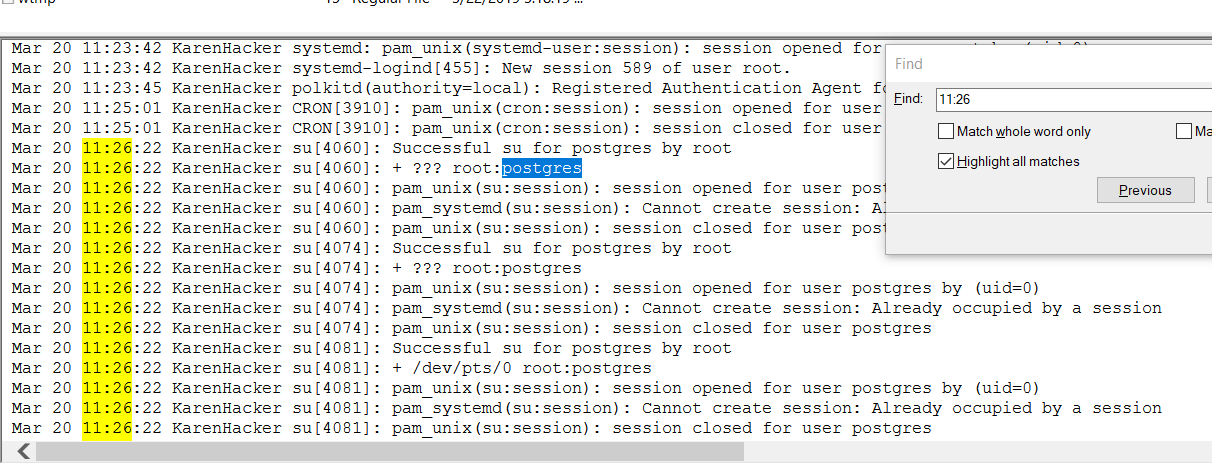 wtmp 15 Regular File 3/22/2019 3:18:19 ...
Mar 20 11:23:42 KarenHacker systemd: pam_unix(systemd-user:session): session opened for
Mar 20 11:23:42 KarenHacker systemd-logind[455]: New session 589 of user root.
Mar 20 11:23:45 KarenHacker polkitd(authority=local): Registered Authentication Agent fo
Mar 20 11:25:01 KarenHacker CRON[3910]: pam_unix(cron:session): session opened for user
Mar 20 11:25:01 KarenHacker CRON[3910]: pam_unix(cron:session): session closed for user
Mar 20 11:26:22 KarenHacker su[4060]: Successful su for postgres by root
Mar 20 11:26:22 KarenHacker su[4060]: + ??? root:postgres
Mar 20 11:26:22 KarenHacker su[4060]: pam_unix(su:session): session opened for user post
Mar 20 11:26:22 KarenHacker su[4060]: pam_systemd(su:session): Cannot create session: Al
Mar 20 11:26:22 KarenHacker su[4060]: pam_unix(su:session): session closed for user post
Mar 20 11:26:22 KarenHacker su[4074]: Successful su for postgres by root
Mar 20 11:26:22 KarenHacker su[4074]: + ??? root:postgres
Mar 20 11:26:22 KarenHacker su[4074]: pam_unix(su:session): session opened for user postgres by (uid=0)
Mar 20 11:26:22 KarenHacker su[4074]: pam_systemd(su:session): Cannot create session: Already occupied by a session
Mar 20 11:26:22 KarenHacker su[4074]: pam_unix(su:session): session closed for user postgres
Mar 20 11:26:22 KarenHacker su[4081]: Successful su for postgres by root
Mar 20 11:26:22 KarenHacker su[4081]: + /dev/pts/0 root:postgres
Mar 20 11:26:22 KarenHacker su[4081]: pam_unix(su:session): session opened for user postgres by (uid=0)
Mar 20 11:26:22 KarenHacker su[4081]: pam_systemd(su:session): Cannot create session: Already occupied by a session
Mar 20 11:26:22 KarenHacker su[4081]: pam_unix(su:session): session closed for user postgres
Find
Find: 11:26
Match whole word only Ma
Highlight all matches
Previous